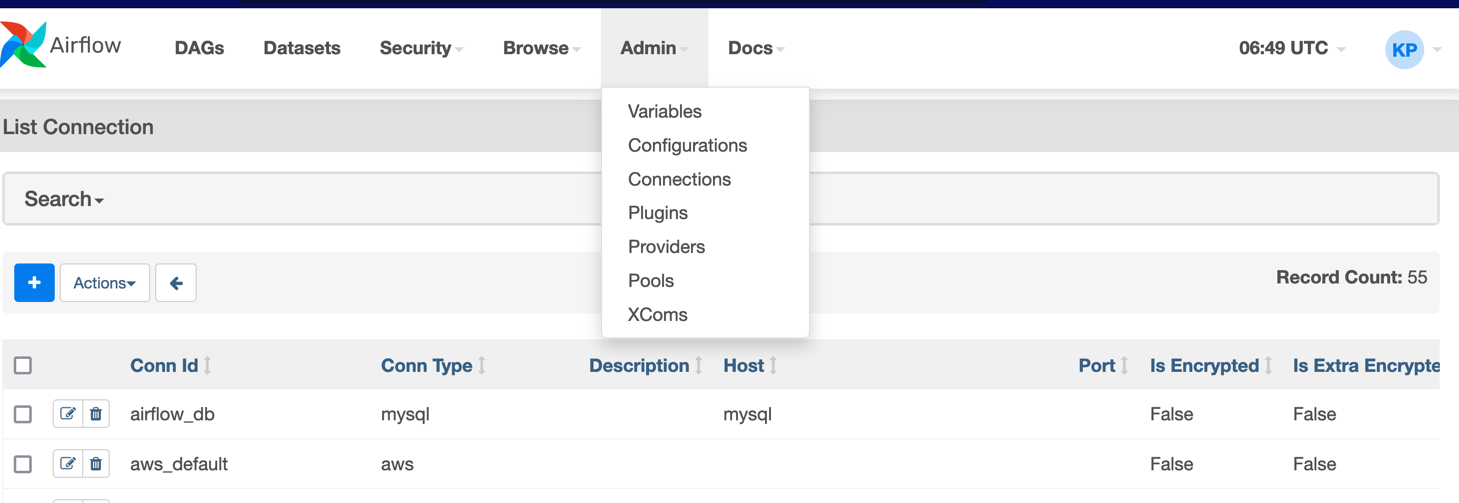 Airflow DAGs Datasets Security Browse Admin Docs 06:49 UTC KP
Variables
List Connection
Configurations
Connections
Search
Plugins
Providers
Actions Pools Record Count: 55
XComs
Conn Id Conn Type Description Host Port Is Encrypted Is Extra Encrypte
airflow_db mysql mysql False False
aws_default aws False False